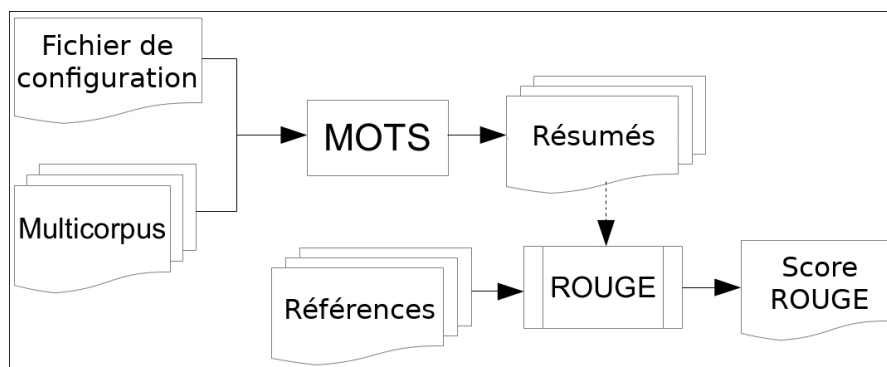 Fichier de
configuration
MOTS
Résumés
Multicorpus
Références
ROUGE
Score
ROUGE